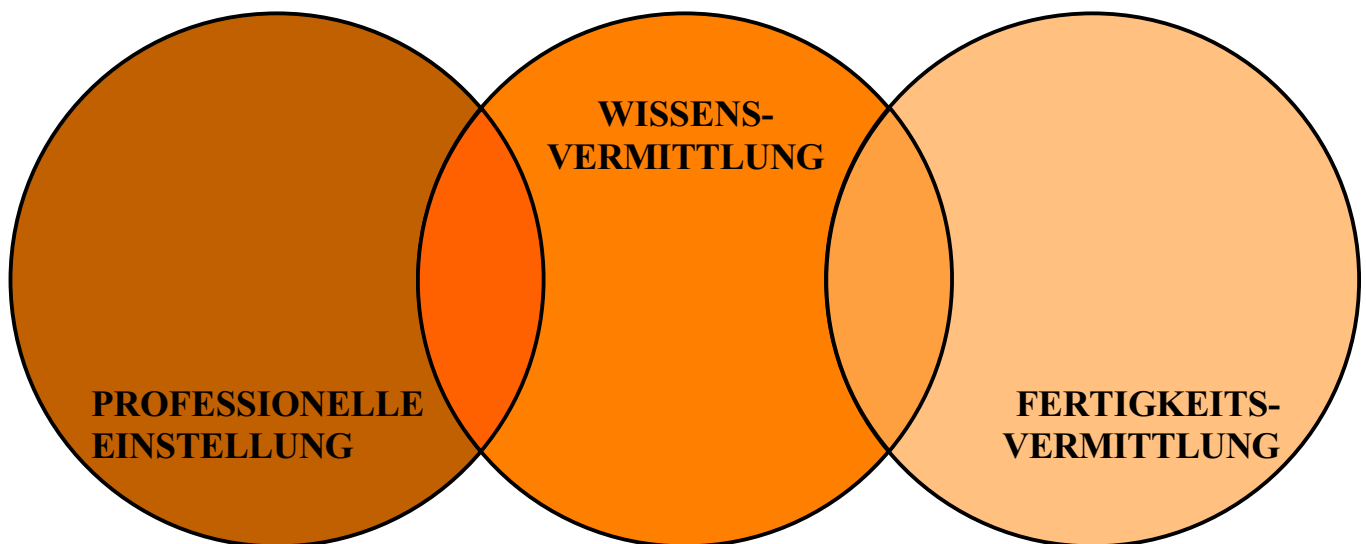 WISSENS-
VERMITTLUNG
PROFESSIONELLE
EINSTELLUNG
FERTIGKEITS-
VERMITTLUNG